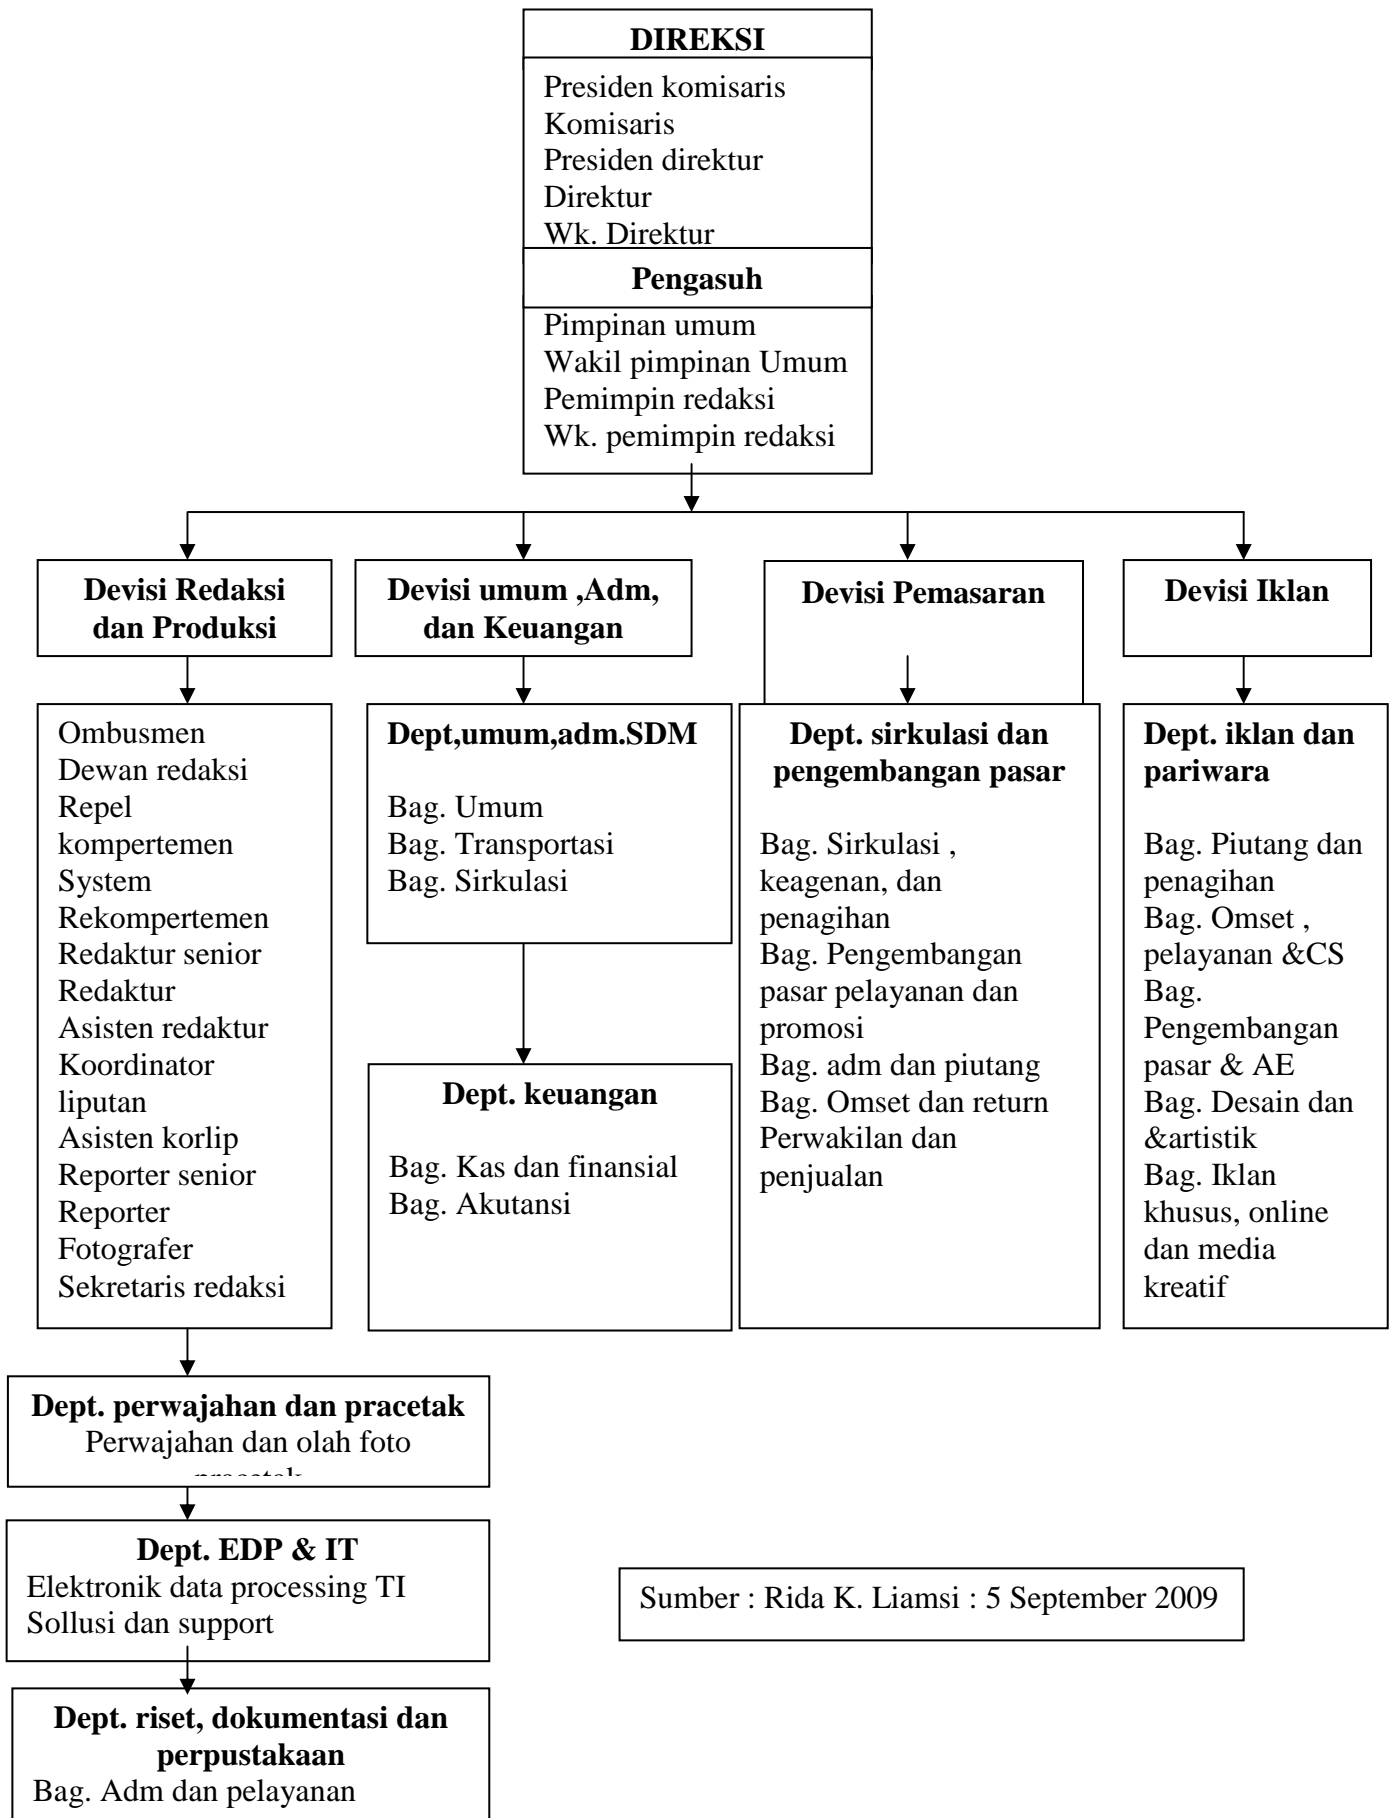 DIREKSI
Presiden komisaris
Komisaris
Presiden direktur
Direktur
Wk. Direktur
Pengasuh
Pimpinan umum
Wakil pimpinan Umum
Pemimpin redaksi
Wk. pemimpin redaksi
Devisi Redaksi
dan Produksi
Devisi umum ,Adm,
dan Keuangan
Devisi Pemasaran
Devisi Iklan
Ombusmen
Dewan redaksi
Repel
kompertemen
System
Rekompertemen
Redaktur senior
Redaktur
Asisten redaktur
Koordinator
liputan
Asisten korlip
Reporter senior
Reporter
Fotografer
Sekretaris redaksi
Dept,umum,adm.SDM
Bag. Umum
Bag. Transportasi
Bag. Sirkulasi
Dept. keuangan
Bag. Kas dan finansial
Bag. Akutansi
Dept. sirkulasi dan
pengembangan pasar
Bag. Sirkulasi ,
keagenan, dan
penagihan
Bag. Pengembangan
pasar pelayanan dan
promosi
Bag. adm dan piutang
Bag. Omset dan return
Perwakilan dan
penjualan
Dept. iklan dan
pariwara
Bag. Piutang dan
penagihan
Bag. Omset ,
pelayanan &CS
Bag.
Pengembangan
pasar & AE
Bag. Desain dan
&artistik
Bag. Iklan
khusus, online
dan media
kreatif
Dept. perwajahan dan pracetak
Perwajahan dan olah foto
Dept. EDP & IT
Elektronik data processing TI
Sollusi dan support
Dept. riset, dokumentasi dan
perpustakaan
Bag. Adm dan pelayanan
Sumber : Rida K. Liamsi : 5 September 2009